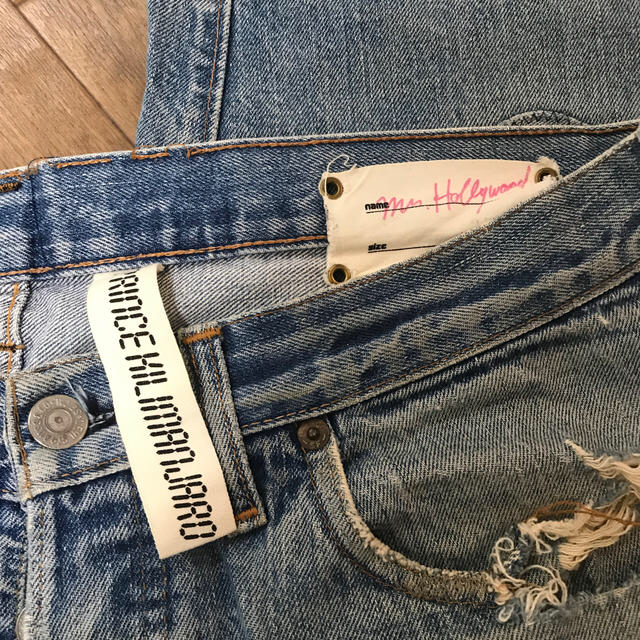 name Mrs. Hollywood
size
PRINCE KILIMANJARO